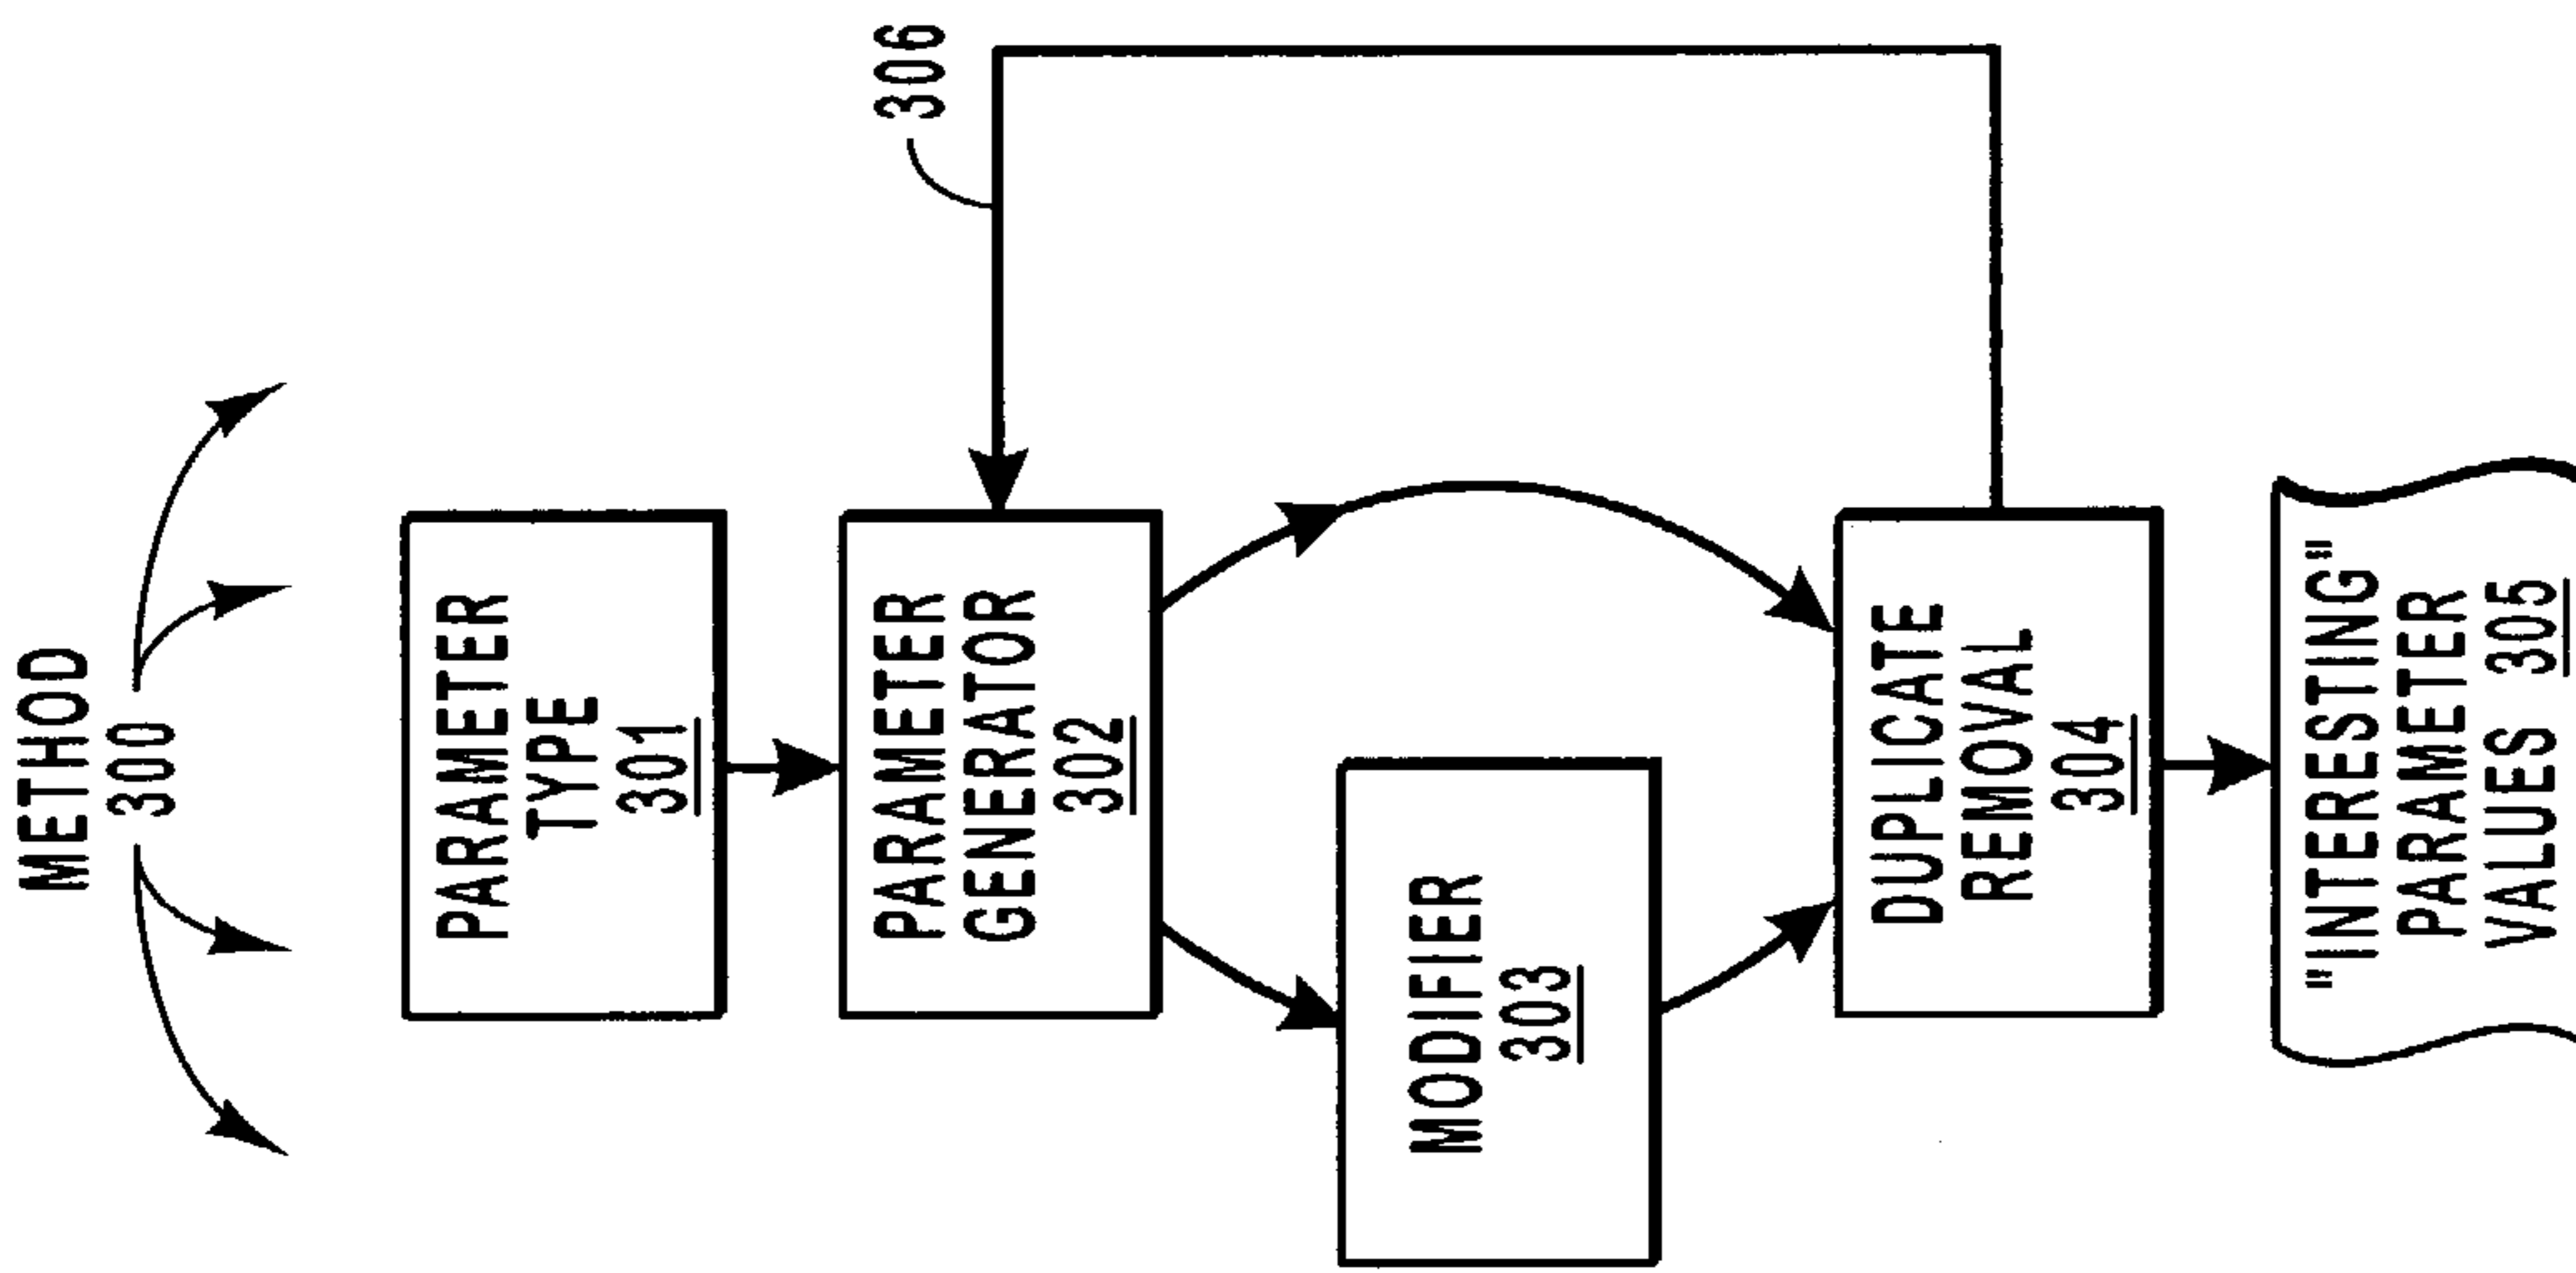 METHOD
300
306
PARAMETER
TYPE
301
PARAMETER
GENERATOR
302
MODIFIER
303
DUPLICATE
REMOVAL
304
"INTERESTING"
PARAMETER
VALUES 305